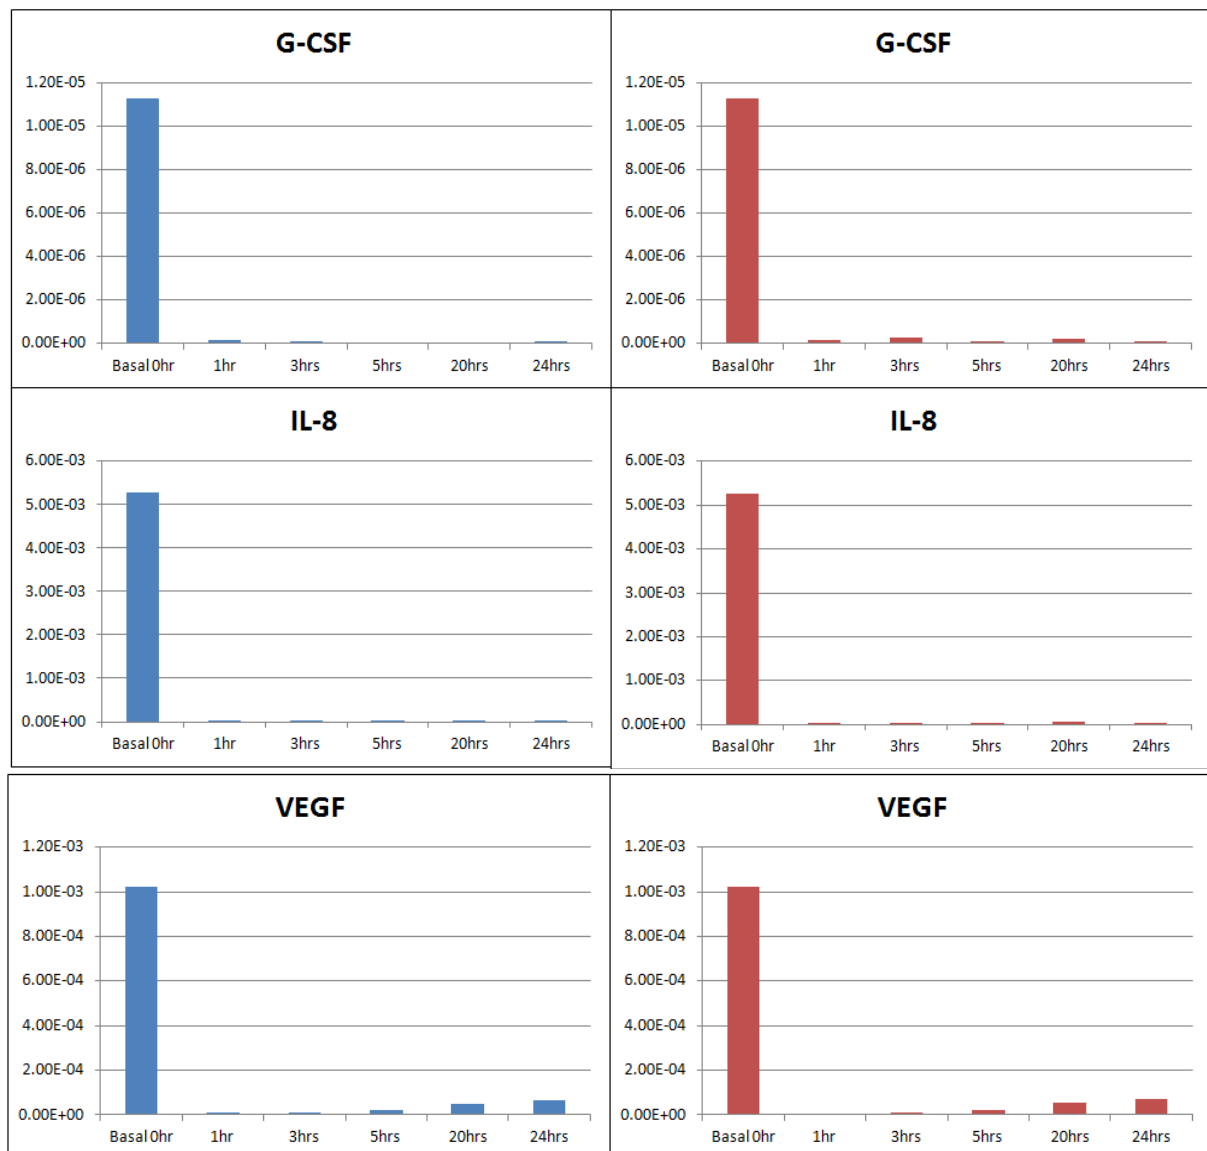 G-CSF
1.20E-05
1.00E-05
8.00E-06
6.00E-06
4.00E-06
2.00E-06
0.00E+00
Basal 0hr 1hr 3hrs 5hrs 20hrs 24hrs
G-CSF
1.20E-05
1.00E-05
8.00E-06
6.00E-06
4.00E-06
2.00E-06
0.00E+00
Basal 0hr 1hr 3hrs 5hrs 20hrs 24hrs
IL-8
6.00E-03
5.00E-03
4.00E-03
3.00E-03
2.00E-03
1.00E-03
0.00E+00
Basal 0hr 1hr 3hrs 5hrs 20hrs 24hrs
IL-8
6.00E-03
5.00E-03
4.00E-03
3.00E-03
2.00E-03
1.00E-03
0.00E+00
Basal 0hr 1hr 3hrs 5hrs 20hrs 24hrs
VEGF
1.20E-03
1.00E-03
8.00E-04
6.00E-04
4.00E-04
2.00E-04
0.00E+00
Basal 0hr 1hr 3hrs 5hrs 20hrs 24hrs
VEGF
1.20E-03
1.00E-03
8.00E-04
6.00E-04
4.00E-04
2.00E-04
0.00E+00
Basal 0hr 1hr 3hrs 5hrs 20hrs 24hrs